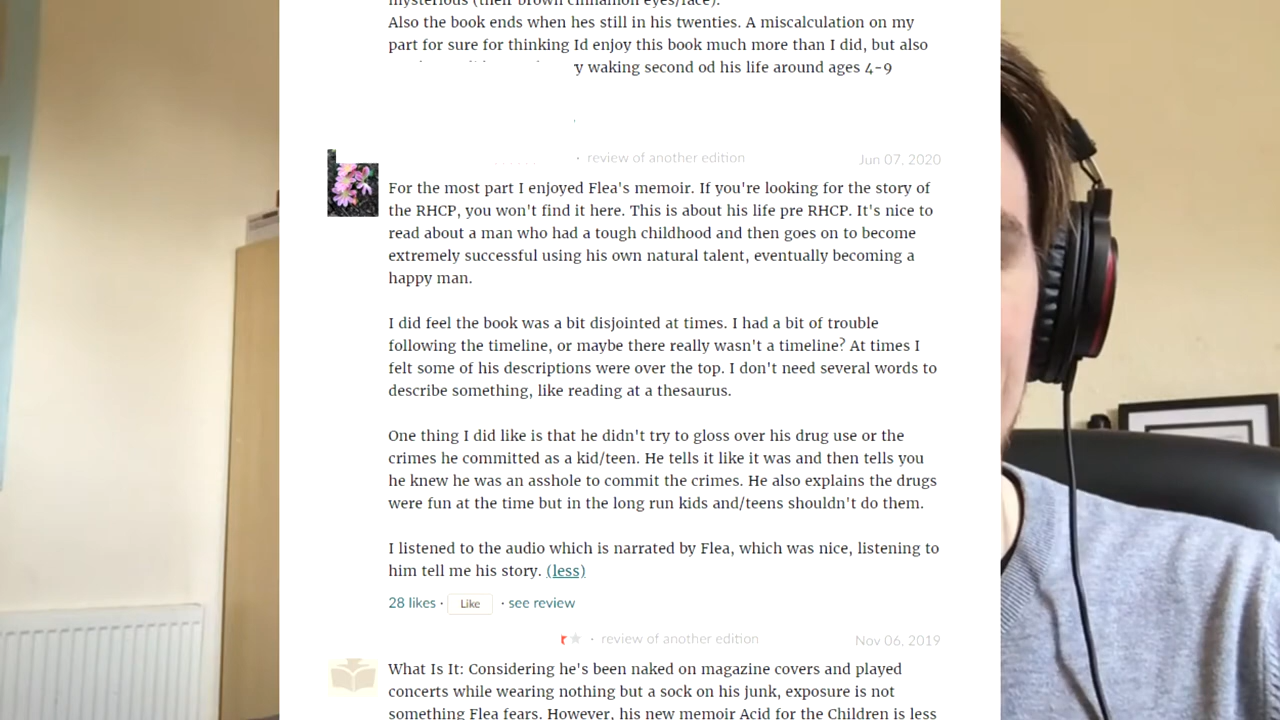 mysterious (their brown cinnamon eyes/face).
Also the book ends when hes still in his twenties. A miscalculation on my
part for sure for thinking Id enjoy this book much more than I did, but also
y waking second od his life around ages 4-9
· review of another edition
Jun 07, 2020
For the most part I enjoyed Flea's memoir. If you're looking for the story of
the RHCP, you won't find it here. This is about his life pre RHCP. It's nice to
read about a man who had a tough childhood and then goes on to become
extremely successful using his own natural talent, eventually becoming a
happy man.
I did feel the book was a bit disjointed at times. I had a bit of trouble
following the timeline, or maybe there really wasn't a timeline? At times I
felt some of his descriptions were over the top. I don't need several words to
describe something, like reading at a thesaurus.
One thing I did like is that he didn't try to gloss over his drug use or the
crimes he committed as a kid/teen. He tells it like it was and then tells you
he knew he was an asshole to commit the crimes. He also explains the drugs
were fun at the time but in the long run kids and/teens shouldn't do them.
I listened to the audio which is narrated by Flea, which was nice, listening to
him tell me his story. (less)
28 likes · Like · see review
· review of another edition
Nov 06, 2019
What Is It: Considering he's been naked on magazine covers and played
concerts while wearing nothing but a sock on his junk, exposure is not
something Flea fears. However, his new memoir Acid for the Children is less